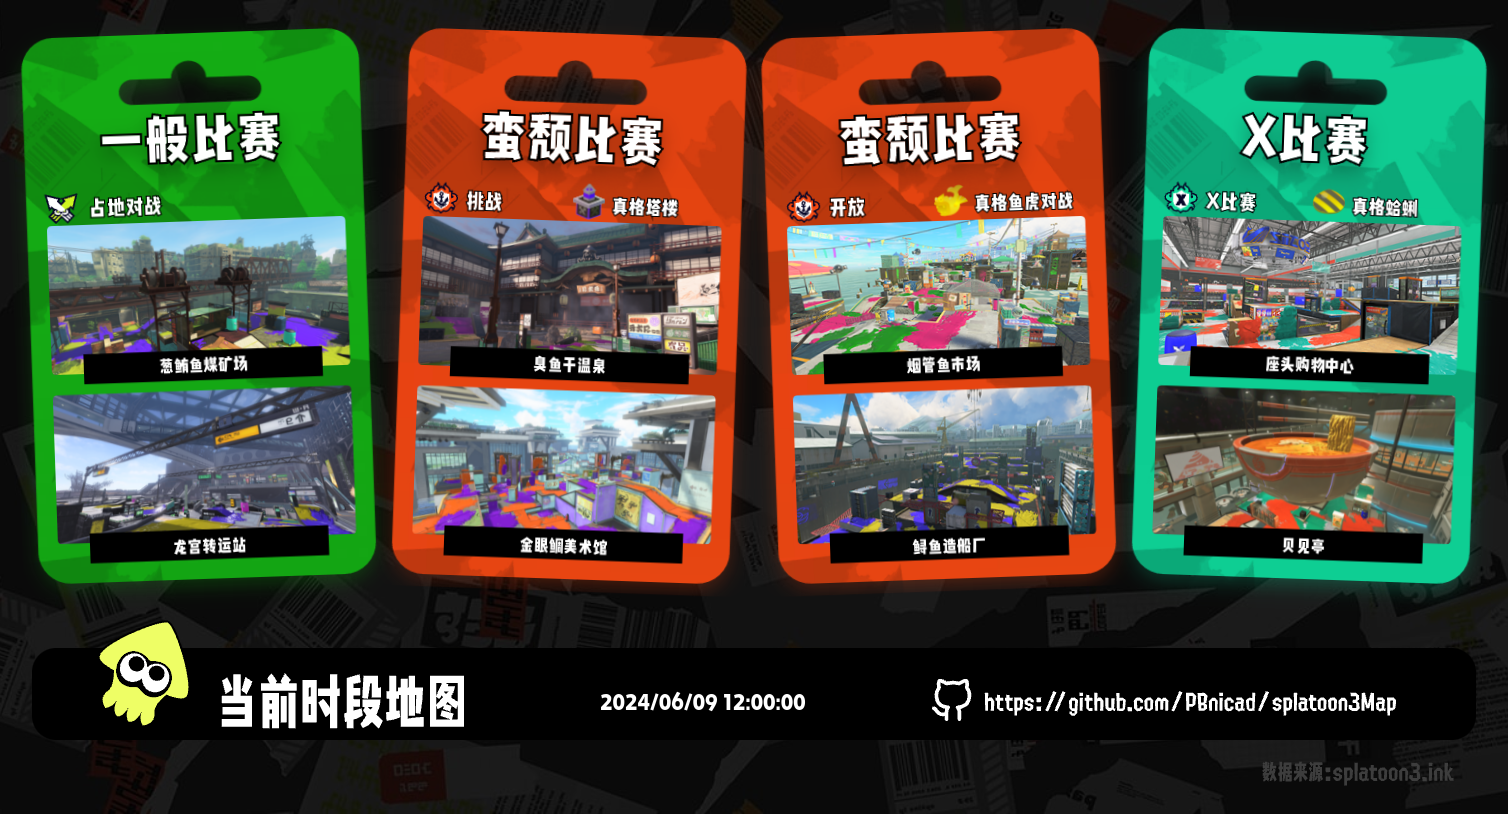 一般比赛
占地对战
葱鲔鱼煤矿场
龙宫转运站
蛮颓比赛
挑战
真格塔楼
臭鱼干温泉
金眼鲷美术馆
蛮颓比赛
开放
真格鱼虎对战
烟管鱼市场
鲟鱼造船厂
X比赛
X比赛
真格蛤蜊
座头购物中心
贝见亭
当前时段地图
2024/06/09 12:00:00
https://github.com/PBnicad/splatoon3Map
数据来源:splatoon3.ink